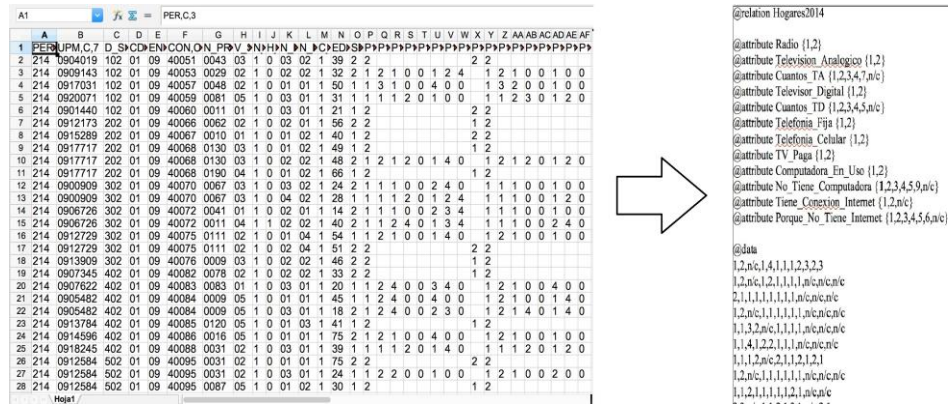 A1 fx Σ = PER,C,3
A B C D E F G H I J K L M N O P Q R S T U V W X Y Z AA AB AC AD AE AF
1 UPM,C,7
2 214 0904019 102 01 09 40051 0043 03 1 0 03 02 1 39 2 2 2 2
3 214 0909143 102 01 09 40053 0029 02 1 0 01 02 1 32 2 1 2 1 0 0 1 2 4 1 2 1 0 0 1 0 0
4 214 0917031 102 01 09 40057 0048 02 1 0 01 01 1 50 1 1 3 1 0 0 4 0 0 1 3 2 0 0 1 0 0
5 214 0920071 102 01 09 40059 0081 05 1 0 03 01 1 31 1 1 1 1 2 0 1 0 0 1 1 2 3 0 1 2 0
6 214 0901440 102 01 09 40060 0011 01 1 0 03 01 1 21 1 2 2 2
7 214 0912173 202 01 09 40066 0062 02 1 0 01 02 1 56 2 2 2 2
8 214 0915289 202 01 09 40067 0010 01 1 0 01 02 1 40 1 2 2 2
9 214 0917717 202 01 09 40068 0130 03 1 0 01 02 1 49 1 2 1 2
10 214 0917717 202 01 09 40068 0130 03 1 0 02 02 1 48 2 1 2 1 2 0 1 4 0 1 2 1 2 0 1 2 0
11 214 0917717 202 01 09 40068 0190 04 1 0 01 02 1 66 1 2 1 2
12 214 0900909 302 01 09 40070 0067 03 1 0 03 02 1 24 2 1 1 1 0 0 2 4 0 1 1 1 0 0 1 0 0
13 214 0900909 302 01 09 40070 0067 03 1 0 04 02 1 28 1 1 1 1 2 0 1 2 4 1 1 1 2 0 1 2 0
14 214 0906726 302 01 09 40072 0041 01 1 0 02 01 1 14 2 1 1 1 0 0 2 3 4 1 1 1 0 0 1 0 0
15 214 0906726 302 01 09 40072 0011 04 1 1 02 02 1 40 2 1 1 2 4 0 1 3 4 1 1 1 0 0 2 4 0
16 214 0912729 302 01 09 40075 0111 02 1 0 01 04 1 54 1 1 2 1 0 0 1 4 0 1 2 1 0 0 1 0 0
17 214 0912729 302 01 09 40075 0111 02 1 0 02 04 1 51 2 2 2 2
18 214 0913909 302 01 09 40076 0009 03 1 0 02 02 1 46 2 2 1 2
19 214 0907345 402 01 09 40082 0078 02 1 0 02 02 1 33 2 2 1 2
20 214 0907622 402 01 09 40083 0083 01 1 0 03 01 1 20 1 1 2 4 0 0 3 4 0 1 2 1 0 0 4 0 0
21 214 0905482 402 01 09 40084 0009 05 1 0 01 01 1 45 1 1 2 4 0 0 4 0 0 1 2 1 0 0 1 4 0
22 214 0905482 402 01 09 40084 0009 05 1 0 03 01 1 18 2 1 2 4 0 0 2 3 0 1 2 1 4 0 1 4 0
23 214 0913784 402 01 09 40085 0120 05 1 0 01 03 1 41 1 2 1 2
24 214 0914596 402 01 09 40086 0016 05 1 0 01 01 1 75 2 1 2 1 0 0 4 0 0 1 2 1 0 0 1 0 0
25 214 0918245 402 01 09 40088 0031 02 1 0 03 01 1 39 1 1 1 1 2 0 1 4 0 1 1 1 2 0 1 2 0
26 214 0912584 502 01 09 40095 0031 02 1 0 01 01 1 75 2 2 2 2
27 214 0912584 502 01 09 40095 0031 02 1 0 03 01 1 24 1 1 2 2 0 0 1 0 0 1 2 1 0 0 2 0 0
28 214 0912584 502 01 09 40095 0087 05 1 0 01 02 1 30 1 2 1 2
Hoja1
@relation Hogares2014
@attribute Radio {1,2}
@attribute Television_Analogico {1,2}
@attribute Cuantos_TA {1,2,3,4,7,n/c}
@attribute Televisor_Digital {1,2}
@attribute Cuantos_TD {1,2,3,4,5,n/c}
@attribute Telefonia_Fija {1,2}
@attribute Telefonia_Celular {1,2}
@attribute TV_Paga {1,2}
@attribute Computadora_En_Uso {1,2}
@attribute No_Tiene_Computadora {1,2,3,4,5,9,n/c}
@attribute Tiene_Conexion_Internet {1,2,n/c}
@attribute Porque_No_Tiene_Internet {1,2,3,4,5,6,n/c}
@data
1,2,n/c,1,4,1,1,1,2,3,2,3
1,2,n/c,1,2,1,1,1,1,n/c,n/c,n/c
2,1,1,1,1,1,1,1,1,n/c,n/c,n/c
1,2,n/c,1,1,1,1,1,1,n/c,n/c,n/c
1,1,3,2,n/c,1,1,1,1,n/c,n/c,n/c
1,1,4,1,2,2,1,1,1,n/c,n/c,n/c
1,1,1,2,n/c,2,1,1,2,1,2,1
1,2,n/c,1,1,1,1,1,1,n/c,n/c,n/c
1,1,2,1,1,1,1,1,2,1,n/c,n/c